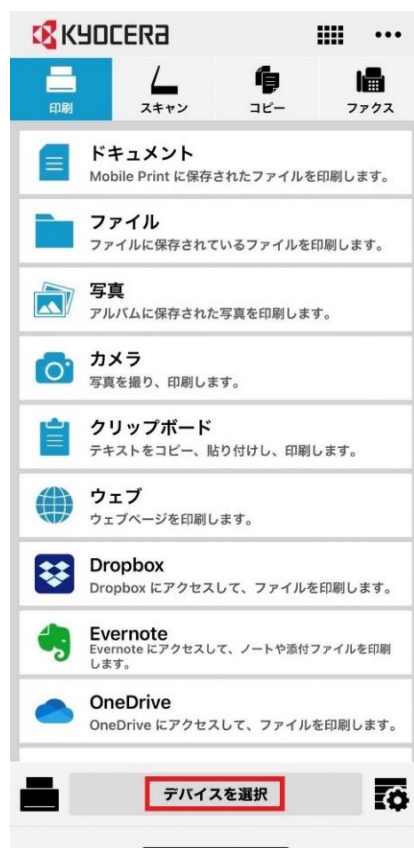 KYOCERA
印刷
スキャン
コピー
ファクス
ドキュメント
Mobile Print に保存されたファイルを印刷します。
ファイル
ファイルに保存されているファイルを印刷します。
写真
アルバムに保存された写真を印刷します。
カメラ
写真を撮り、印刷します。
クリップボード
テキストをコピー、貼り付けし、印刷します。
ウェブ
ウェブページを印刷します。
Dropbox
Dropbox にアクセスして、ファイルを印刷します。
Evernote
Evernote にアクセスして、ノートや添付ファイルを印刷
します。
OneDrive
OneDrive にアクセスして、ファイルを印刷します。
デバイスを選択